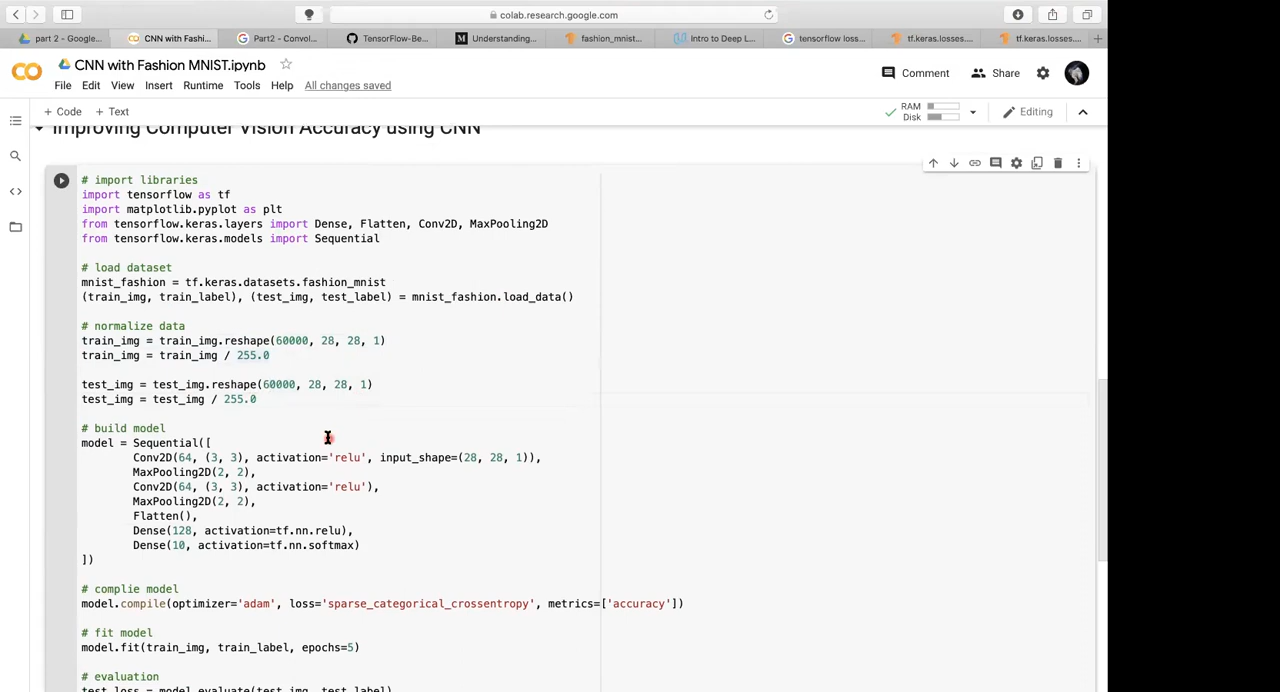 colab.research.google.com
part 2 - Google...
CNN with Fashi...
Part2 - Convol...
TensorFlow-Be...
Understanding...
fashion_mnist...
Intro to Deep L...
tensorflow loss...
tf.keras.losses....
tf.keras.losses....
CNN with Fashion MNIST.ipynb
Comment
Share
File Edit View Insert Runtime Tools Help All changes saved
+ Code + Text
RAM
Disk
Editing
Improving Computer Vision Accuracy using CNN
# import libraries
import tensorflow as tf
import matplotlib.pyplot as plt
from tensorflow.keras.layers import Dense, Flatten, Conv2D, MaxPooling2D
from tensorflow.keras.models import Sequential
# load dataset
mnist_fashion = tf.keras.datasets.fashion_mnist
(train_img, train_label), (test_img, test_label) = mnist_fashion.load_data()
# normalize data
train_img = train_img.reshape(60000, 28, 28, 1)
train_img = train_img / 255.0
test_img = test_img.reshape(60000, 28, 28, 1)
test_img = test_img / 255.0
# build model
model = Sequential([
Conv2D(64, (3, 3), activation='relu', input_shape=(28, 28, 1)),
MaxPooling2D(2, 2),
Conv2D(64, (3, 3), activation='relu'),
MaxPooling2D(2, 2),
Flatten(),
Dense(128, activation=tf.nn.relu),
Dense(10, activation=tf.nn.softmax)
])
# complie model
model.compile(optimizer='adam', loss='sparse_categorical_crossentropy', metrics=['accuracy'])
# fit model
model.fit(train_img, train_label, epochs=5)
# evaluation
test_loss = model.evaluate(test_img, test_label)